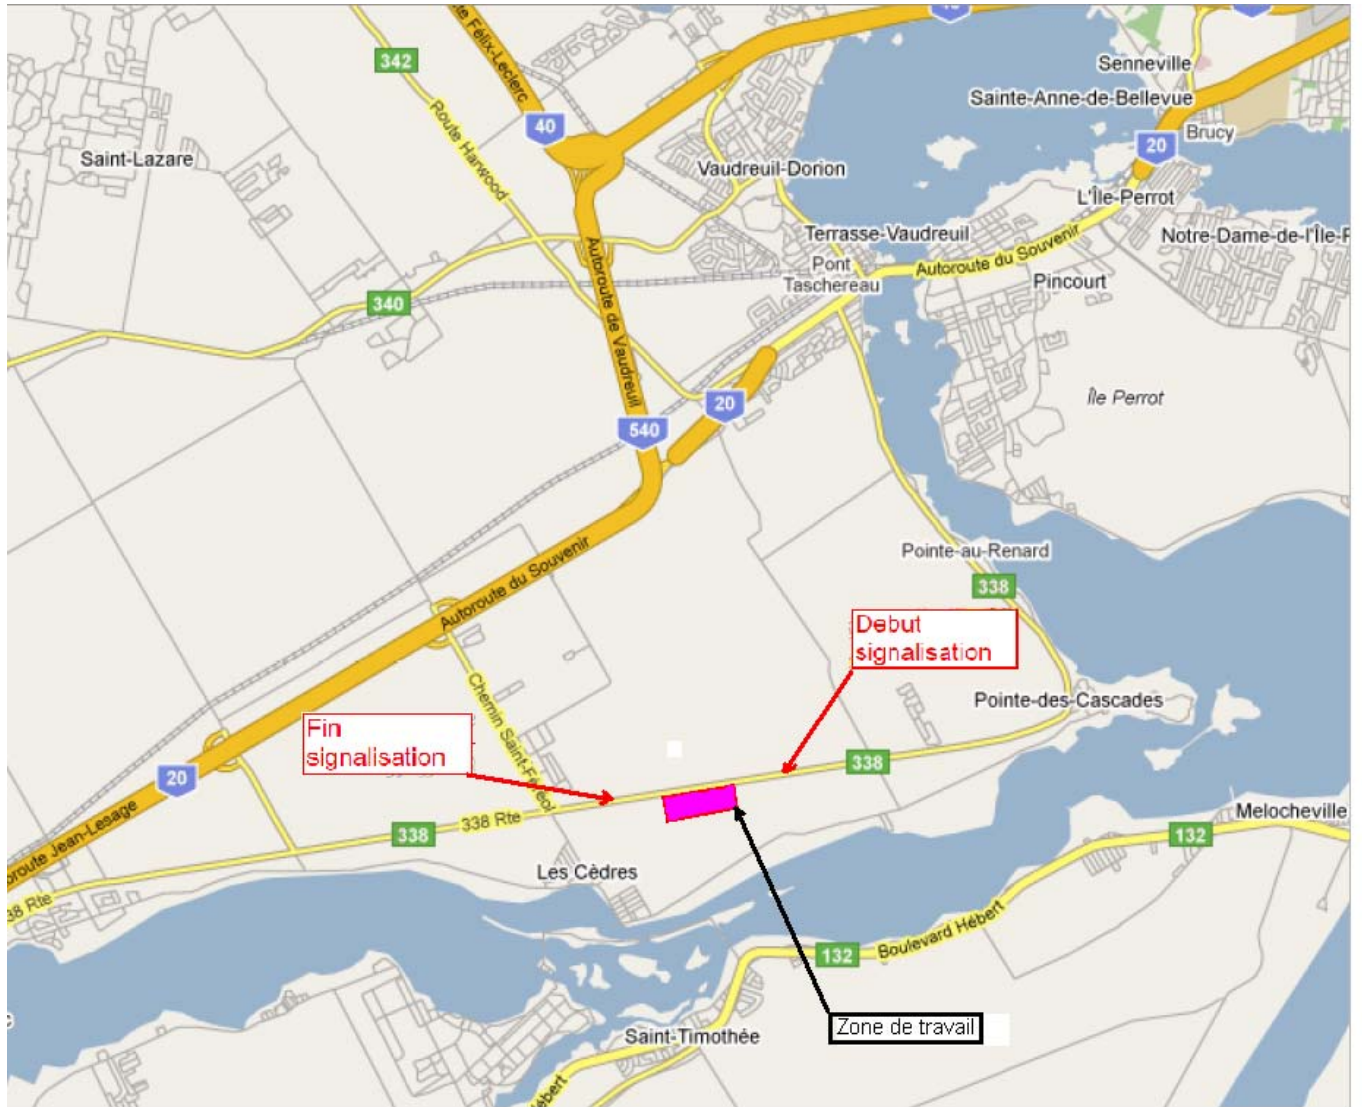 te Félix-Leclerc
40
Senneville
342
Sainte-Anne-de-Bellevue
Route Harwood
40
Brucy
20
Saint-Lazare
Vaudreuil-Dorion
L'Île-Perrot
Terrasse-Vaudreuil
Autoroute du Souvenir
Notre-Dame-de-l'Île-P
Pont
Taschereau
Pincourt
340
Autoroute de Vaudreuil
Île Perrot
20
540
Pointe-au-Renard
338
Autoroute du Souvenir
Debut
signalisation
Chemin Saint-Féréol
Pointe-des-Cascades
Fin
signalisation
338
20
Melocheville
338
338 Rte
132
oroute Jean-Lesage
Les Cèdres
38 Rte
Boulevard Hébert
132
Zone de travail
Saint-Timothée
Hébert